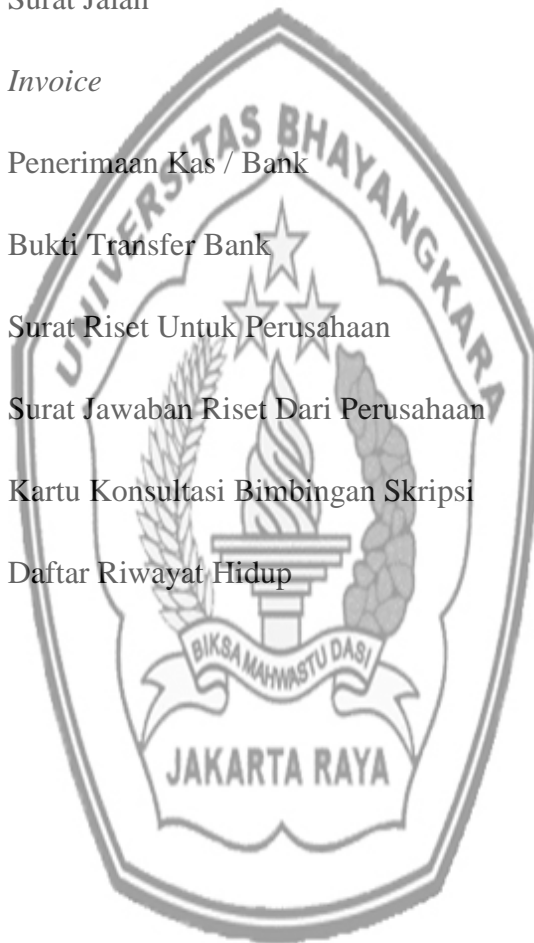 Surat Jalan
Invoice
Penerimaan Kas / Bank
Bukti Transfer Bank
Surat Riset Untuk Perusahaan
Surat Jawaban Riset Dari Perusahaan
Kartu Konsultasi Bimbingan Skripsi
Daftar Riwayat Hidup
UNIVERSITAS BHAYANGKARA
BIKSA MAHWASTU DASI
JAKARTA RAYA